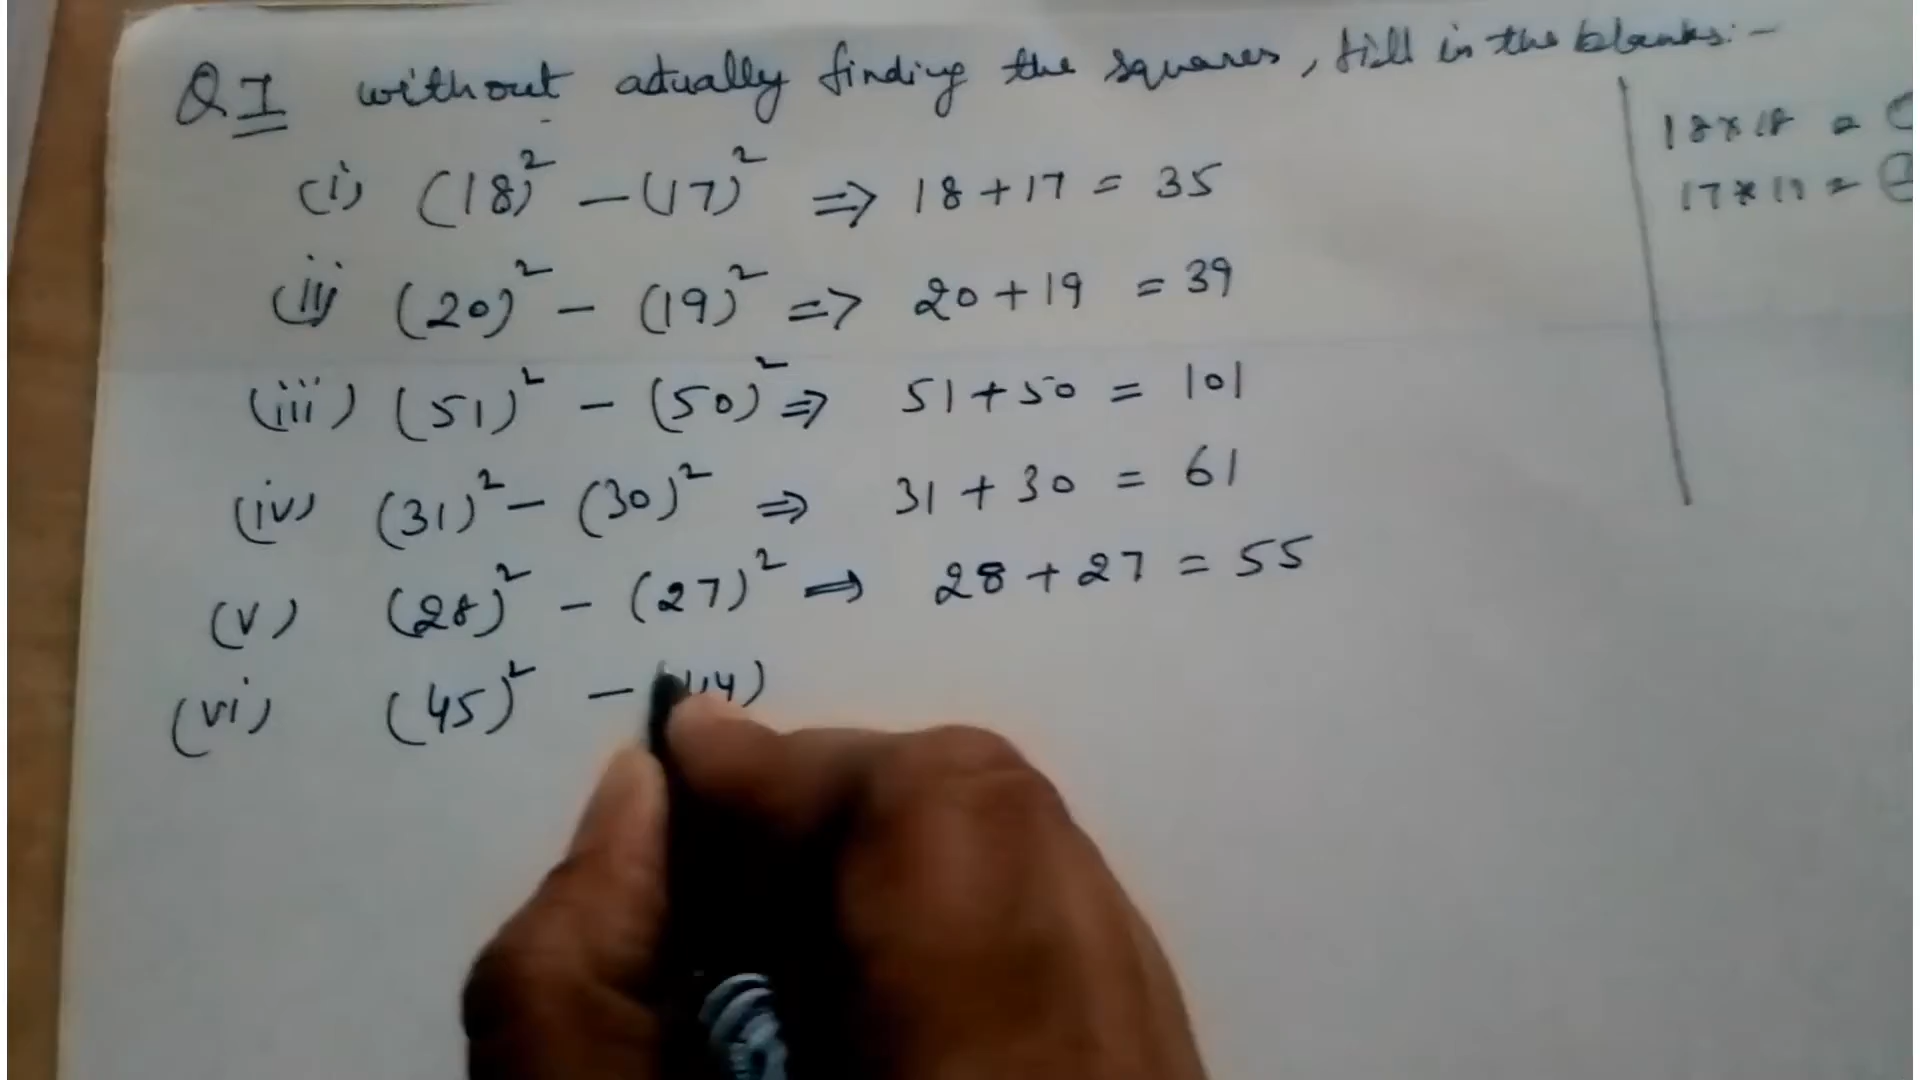 Q I without actually finding the squares, fill in the blanks:-
(i) (18)² - (17)² => 18 + 17 = 35
(ii) (20)² - (19)² => 20 + 19 = 39
(iii) (51)² - (50)² => 51 + 50 = 101
(iv) (31)² - (30)² => 31 + 30 = 61
(v) (28)² - (27)² => 28 + 27 = 55
(vi) (45)² - (44)
18 * 18 =
17 * 17 =